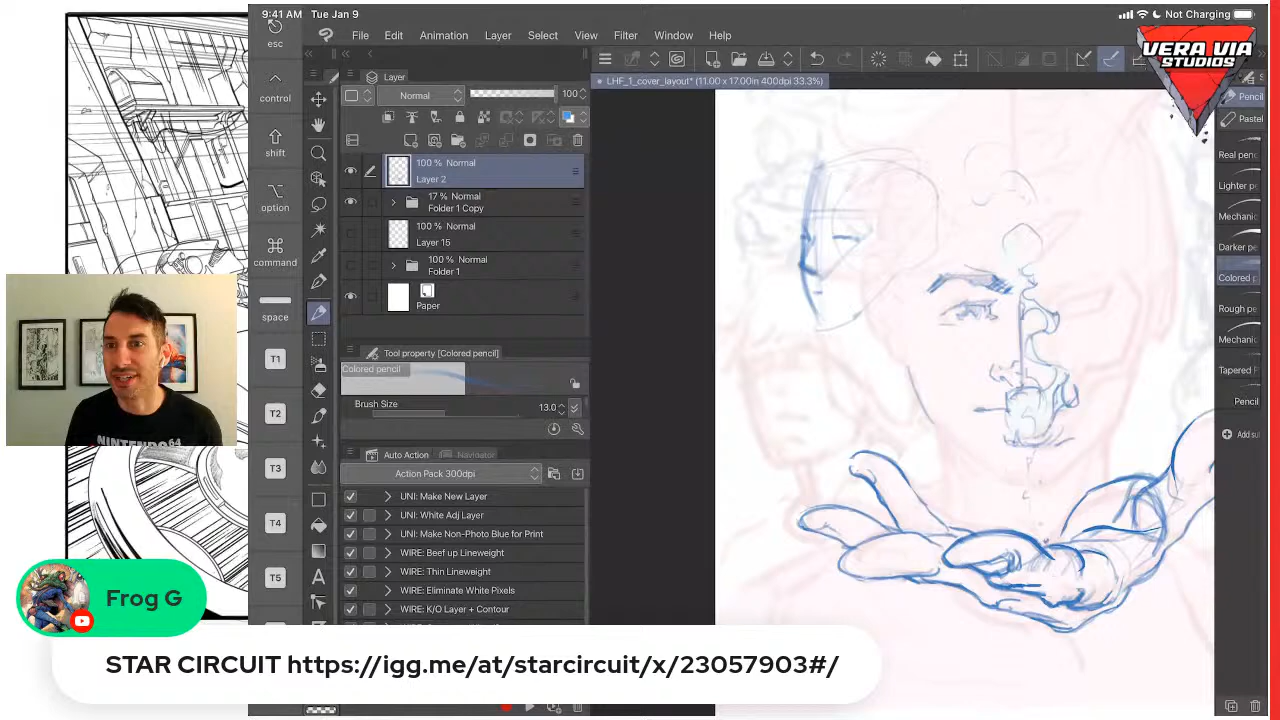 9:41 AM Tue Jan 9
Not Charging
esc
File Edit Animation Layer Select View Filter Window Help
VERA VIA
STUDIOS
Layer
LHF_1_cover_layout* (11.00 x 17.00in 400dpi 33.3%)
control
Normal 100
Pencil
Pastel
shift
Real pen
100 % Normal
Layer 2
Lighter p
option
17 % Normal
Folder 1 Copy
Mechanic
100 % Normal
Layer 15
Darker pe
command
100 % Normal
Folder 1
Colored p
Paper
space
Rough pe
Mechanic
T1
Tool property [Colored pencil]
Colored pencil
Tapered P
Pencil
Brush Size 13.0
T2
Add su
NINTENDO 64
Auto Action Navigator
T3
Action Pack 300dpi
UNI: Make New Layer
UNI: White Adj Layer
T4
UNI: Make Non-Photo Blue for Print
WIRE: Beef up Lineweight
WIRE: Thin Lineweight
T5
WIRE: Eliminate White Pixels
WIRE: K/O Layer + Contour
Frog G
STAR CIRCUIT https://igg.me/at/starcircuit/x/23057903#/